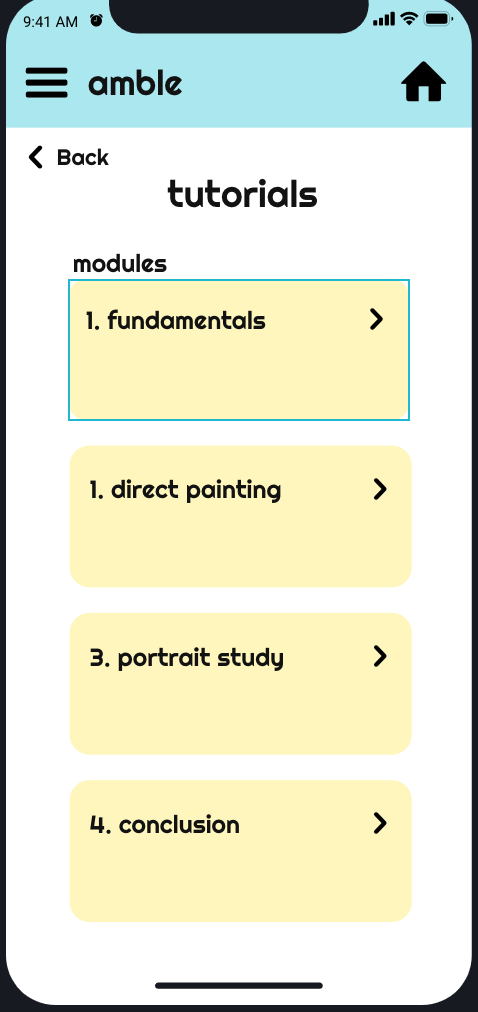 9:41 AM
amble
Back
tutorials
modules
1. fundamentals
1. direct painting
3. portrait study
4. conclusion